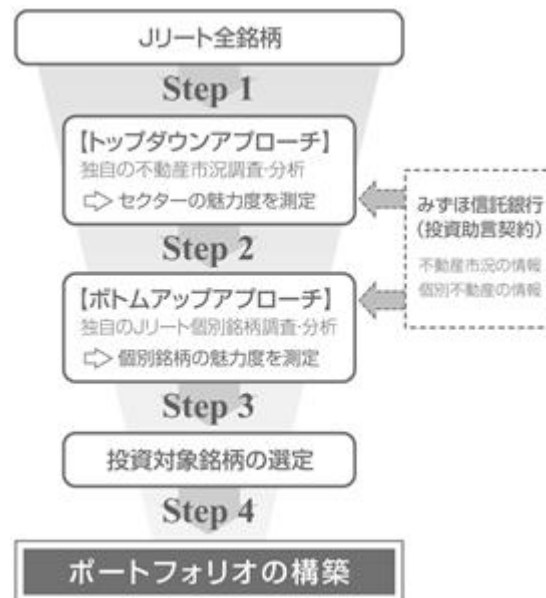 Jリート全銘柄
Step 1
【トップダウンアプローチ】
独自の不動産市況調査・分析
⇨ セクターの魅力度を測定
みずほ信託銀行
(投資助言契約)
不動産市況の情報
個別不動産の情報
Step 2
【ボトムアップアプローチ】
独自のJリート個別銘柄調査・分析
⇨ 個別銘柄の魅力度を測定
Step 3
投資対象銘柄の選定
Step 4
ポートフォリオの構築